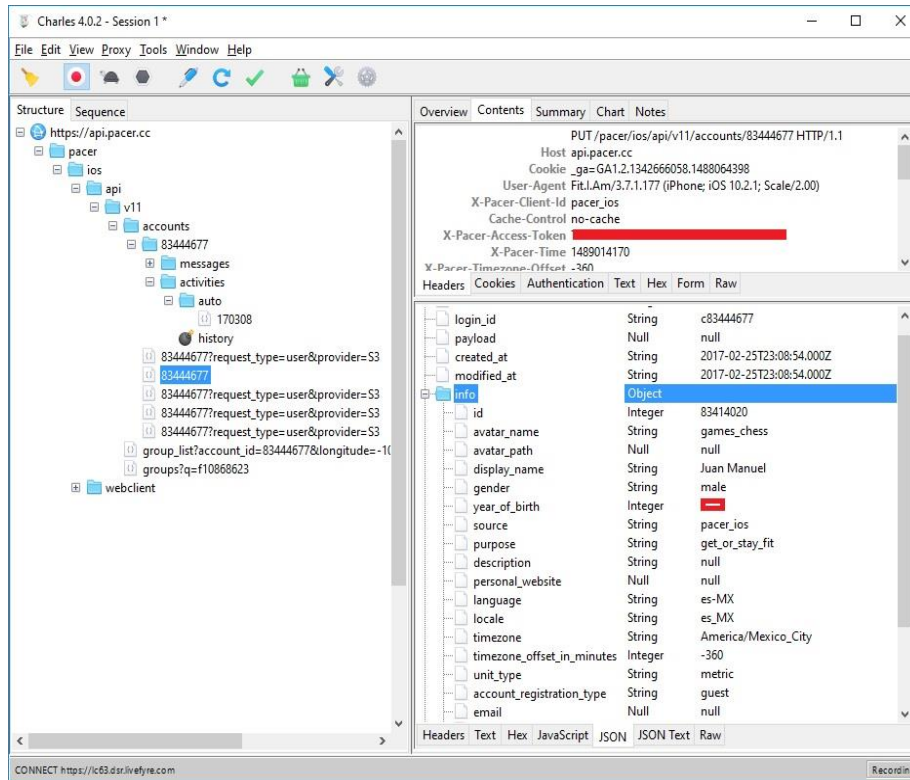 Charles 4.0.2 - Session 1 *
File Edit View Proxy Tools Window Help
Structure Sequence
https://api.pacer.cc
pacer
ios
api
v11
accounts
83444677
messages
activities
auto
170308
history
83444677?request_type=user&provider=S3
83444677
83444677?request_type=user&provider=S3
83444677?request_type=user&provider=S3
83444677?request_type=user&provider=S3
group_list?account_id=83444677&longitude=-10
groups?q=f10868623
webclient
Overview Contents Summary Chart Notes
PUT /pacer/ios/api/v11/accounts/83444677 HTTP/1.1
Host api.pacer.cc
Cookie _ga=GA1.2.1342666058.1488064398
User-Agent Fit.I.Am/3.7.1.177 (iPhone; iOS 10.2.1; Scale/2.00)
X-Pacer-Client-Id pacer_ios
Cache-Control no-cache
X-Pacer-Access-Token
X-Pacer-Time 1489014170
X-Pacer-Timezone-Offset -360
Headers Cookies Authentication Text Hex Form Raw
login_id String c83444677
payload Null null
created_at String 2017-02-25T23:08:54.000Z
modified_at String 2017-02-25T23:08:54.000Z
info Object
id Integer 83414020
avatar_name String games_chess
avatar_path Null null
display_name String Juan Manuel
gender String male
year_of_birth Integer
source String pacer_ios
purpose String get_or_stay_fit
description String null
personal_website Null null
language String es-MX
locale String es_MX
timezone String America/Mexico_City
timezone_offset_in_minutes Integer -360
unit_type String metric
account_registration_type String guest
email Null null
Headers Text Hex JavaScript JSON JSON Text Raw
CONNECT https://lc63.dsr.livefyre.com
Recordin